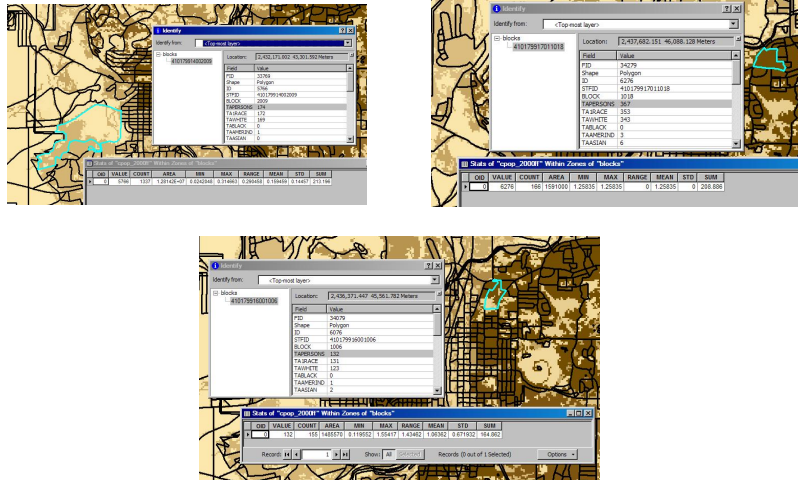 Identify
Identify from: <Top-most layer>
blocks
410179914002009
Location: 2,432,171.002 43,301.592 Meters
Field Value
FID 33769
Shape Polygon
ID 5766
STFID 410179914002009
BLOCK 2009
TAPERSONS 174
TA1RACE 172
TAWHITE 169
TABLACK 0
TAAMERIND 1
TAASIAN 0
Stats of "cpop_2000ft" Within Zones of "blocks"
OID VALUE COUNT AREA MIN MAX RANGE MEAN STD SUM
0 5766 1337 1.28142E+07 0.0242048 0.314663 0.290458 0.159459 0.14457 213.196
Identify
Identify from: <Top-most layer>
blocks
410179917011018
Location: 2,437,682.151 46,088.128 Meters
Field Value
FID 34279
Shape Polygon
ID 6276
STFID 410179917011018
BLOCK 1018
TAPERSONS 367
TA1RACE 353
TAWHITE 343
TABLACK 0
TAAMERIND 3
TAASIAN 6
Stats of "cpop_2000ft" Within Zones of "blocks"
OID VALUE COUNT AREA MIN MAX RANGE MEAN STD SUM
0 6276 166 1591000 1.25835 1.25835 0 1.25835 0 208.886
Identify
Identify from: <Top-most layer>
blocks
410179916001006
Location: 2,436,371.447 45,561.782 Meters
Field Value
FID 34079
Shape Polygon
ID 6076
STFID 410179916001006
BLOCK 1006
TAPERSONS 132
TA1RACE 131
TAWHITE 123
TABLACK 0
TAAMERIND 1
TAASIAN 2
Stats of "cpop_2000ft" Within Zones of "blocks"
OID VALUE COUNT AREA MIN MAX RANGE MEAN STD SUM
0 132 155 1485570 0.119552 1.55417 1.43462 1.06362 0.671932 164.862
Record: 1 Show: All Selected Records (0 out of 1 Selected) Options